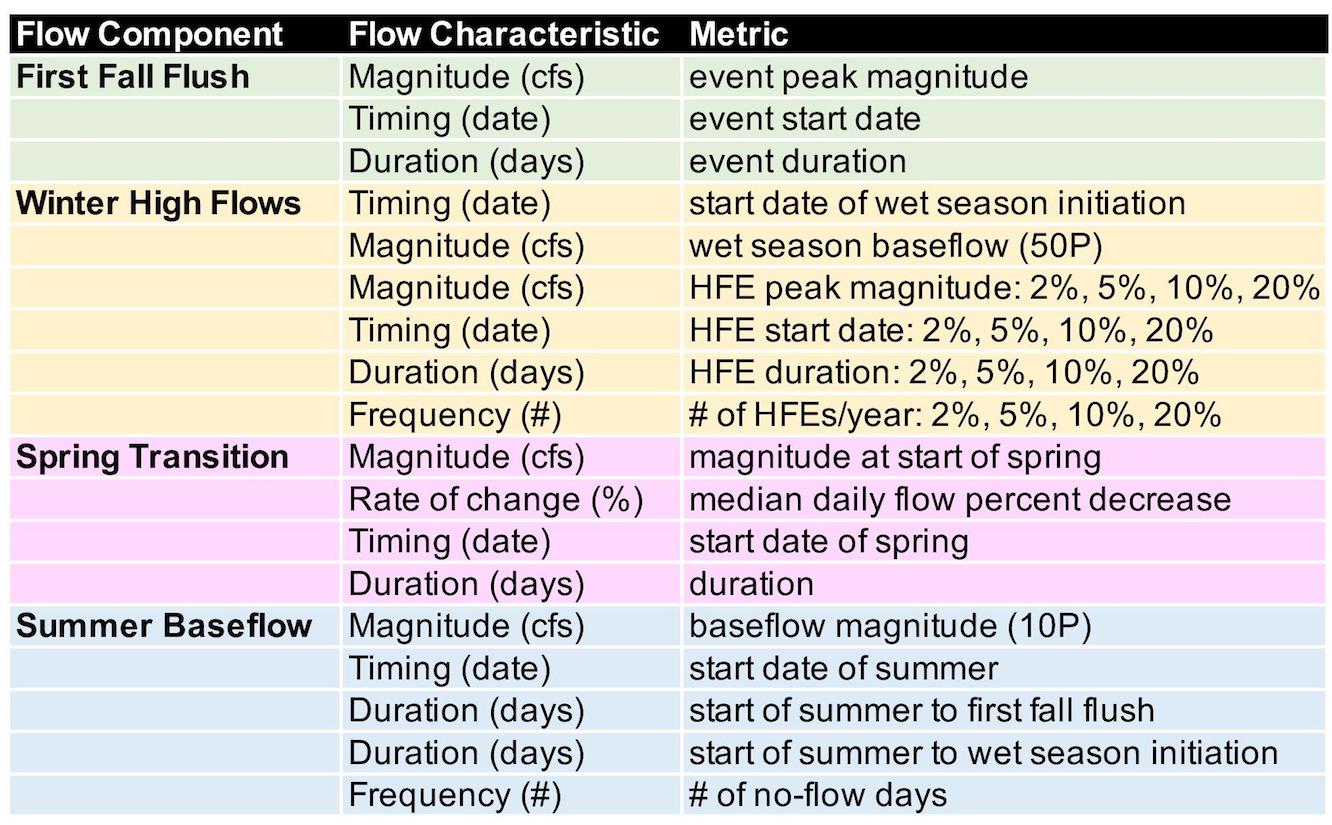 Flow Component Flow Characteristic Metric
First Fall Flush Magnitude (cfs) event peak magnitude
Timing (date) event start date
Duration (days) event duration
Winter High Flows Timing (date) start date of wet season initiation
Magnitude (cfs) wet season baseflow (50P)
Magnitude (cfs) HFE peak magnitude: 2%, 5%, 10%, 20%
Timing (date) HFE start date: 2%, 5%, 10%, 20%
Duration (days) HFE duration: 2%, 5%, 10%, 20%
Frequency (#) # of HFEs/year: 2%, 5%, 10%, 20%
Spring Transition Magnitude (cfs) magnitude at start of spring
Rate of change (%) median daily flow percent decrease
Timing (date) start date of spring
Duration (days) duration
Summer Baseflow Magnitude (cfs) baseflow magnitude (10P)
Timing (date) start date of summer
Duration (days) start of summer to first fall flush
Duration (days) start of summer to wet season initiation
Frequency (#) # of no-flow days